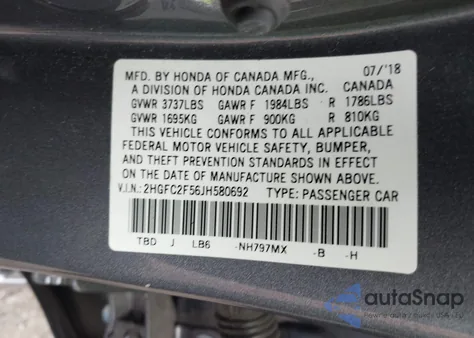 MFD. BY HONDA OF CANADA MFG., 07/'18
A DIVISION OF HONDA CANADA INC. CANADA
GVWR 3737LBS GAWR F 1984LBS R 1786LBS
GVWR 1695KG GAWR F 900KG R 810KG
THIS VEHICLE CONFORMS TO ALL APPLICABLE
FEDERAL MOTOR VEHICLE SAFETY, BUMPER,
AND THEFT PREVENTION STANDARDS IN EFFECT
ON THE DATE OF MANUFACTURE SHOWN ABOVE.
V.I.N.: 2HGFC2F56JH580692 TYPE: PASSENGER CAR
TBD J LB6 -NH797MX -B -H
autoSnap